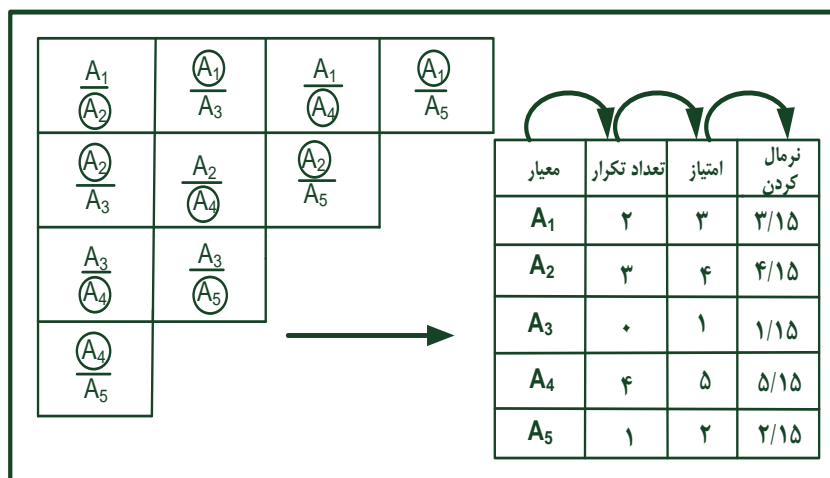 A1/A2 A1/A3 A1/A4 A1/A5
A2/A3 A2/A4 A2/A5
A3/A4 A3/A5
A4/A5
معیار تعداد تکرار امتیاز نرمال کردن
A1 ۲ ۳ ۳/۱۵
A2 ۳ ۴ ۴/۱۵
A3 ۰ ۱ ۱/۱۵
A4 ۴ ۵ ۵/۱۵
A5 ۱ ۲ ۲/۱۵